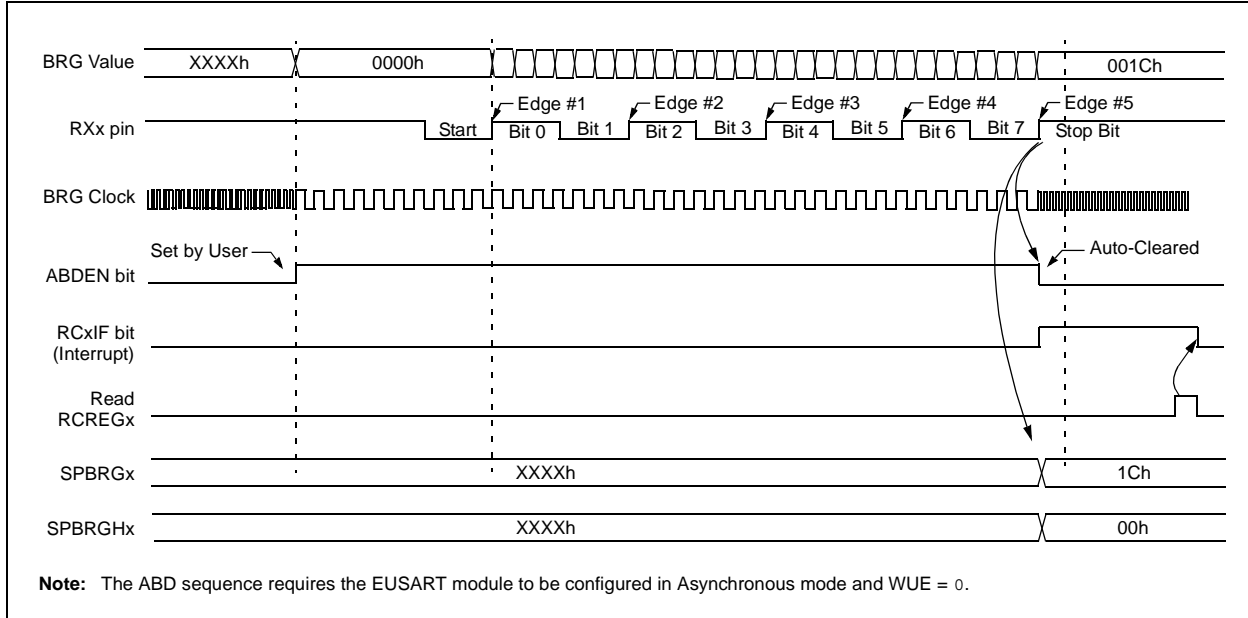 BRG Value XXXXh 0000h 001Ch
Edge #1 Edge #2 Edge #3 Edge #4 Edge #5
RXx pin Start Bit 0 Bit 1 Bit 2 Bit 3 Bit 4 Bit 5 Bit 6 Bit 7 Stop Bit
BRG Clock
Set by User Auto-Cleared
ABDEN bit
RCxIF bit
(Interrupt)
Read
RCREGx
SPBRGx XXXXh 1Ch
SPBRGHx XXXXh 00h
Note: The ABD sequence requires the EUSART module to be configured in Asynchronous mode and WUE = 0.